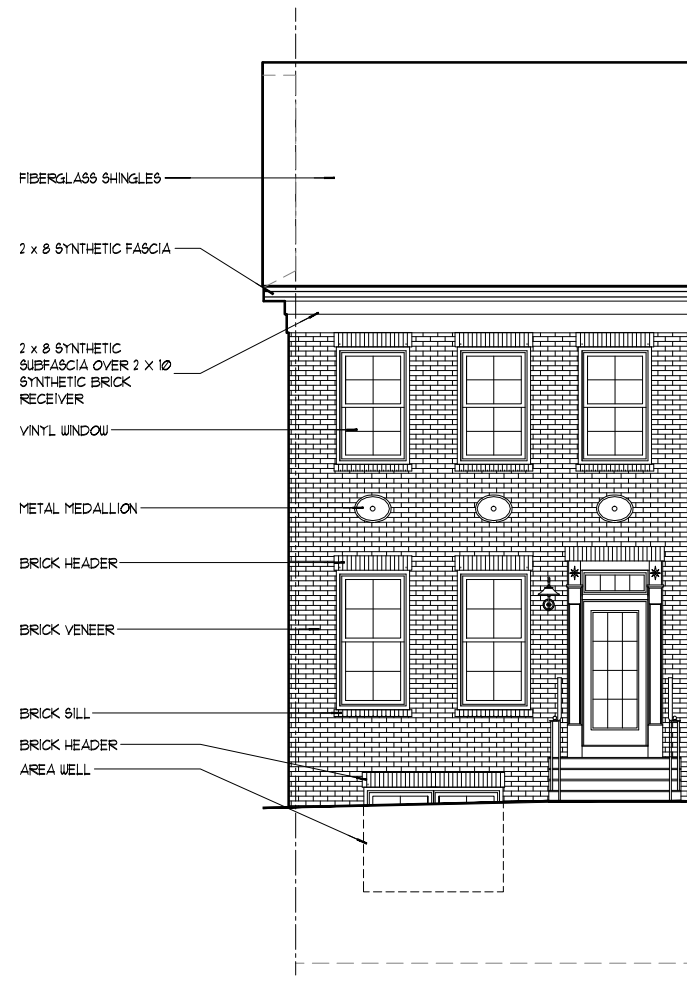 FIBERGLASS SHINGLES
2 x 8 SYNTHETIC FASCIA
2 x 8 SYNTHETIC
SUBFASCIA OVER 2 X 10
SYNTHETIC BRICK
RECEIVER
VINYL WINDOW
METAL MEDALLION
BRICK HEADER
BRICK VENEER
BRICK SILL
BRICK HEADER
AREA WELL